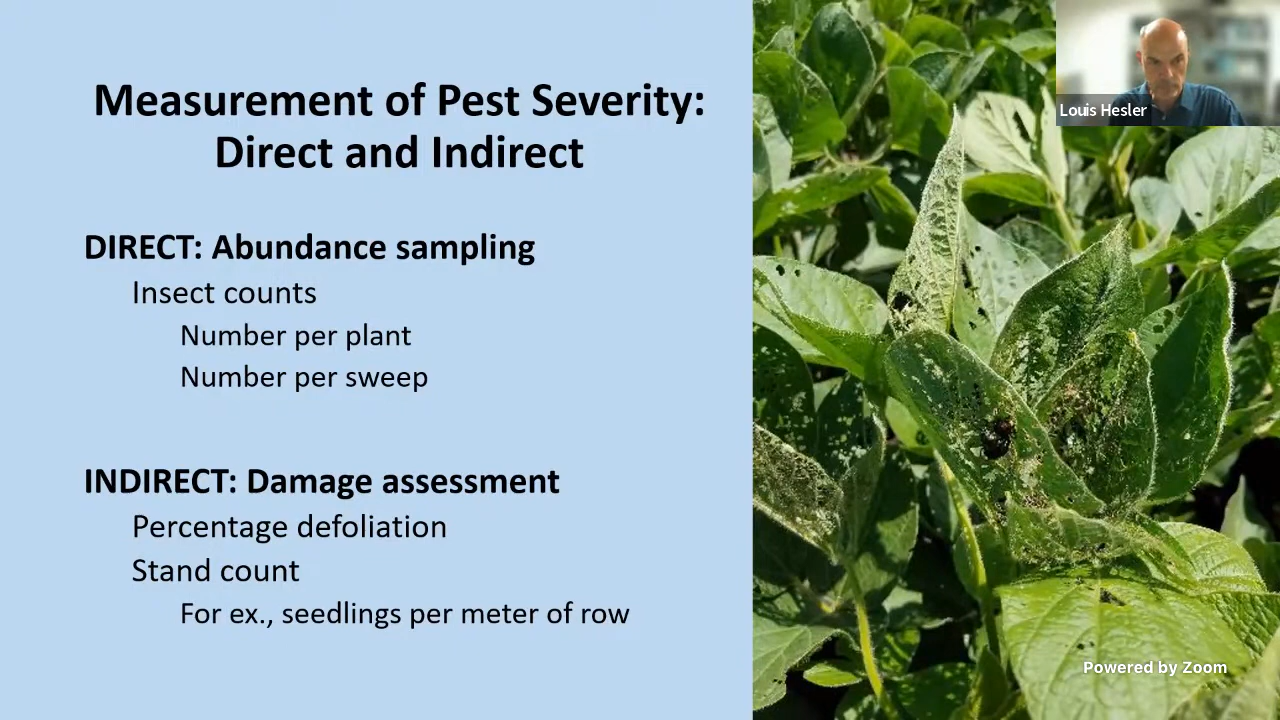 Measurement of Pest Severity:
Direct and Indirect
DIRECT: Abundance sampling
Insect counts
Number per plant
Number per sweep
INDIRECT: Damage assessment
Percentage defoliation
Stand count
For ex., seedlings per meter of row
Louis Hesler
Powered by Zoom